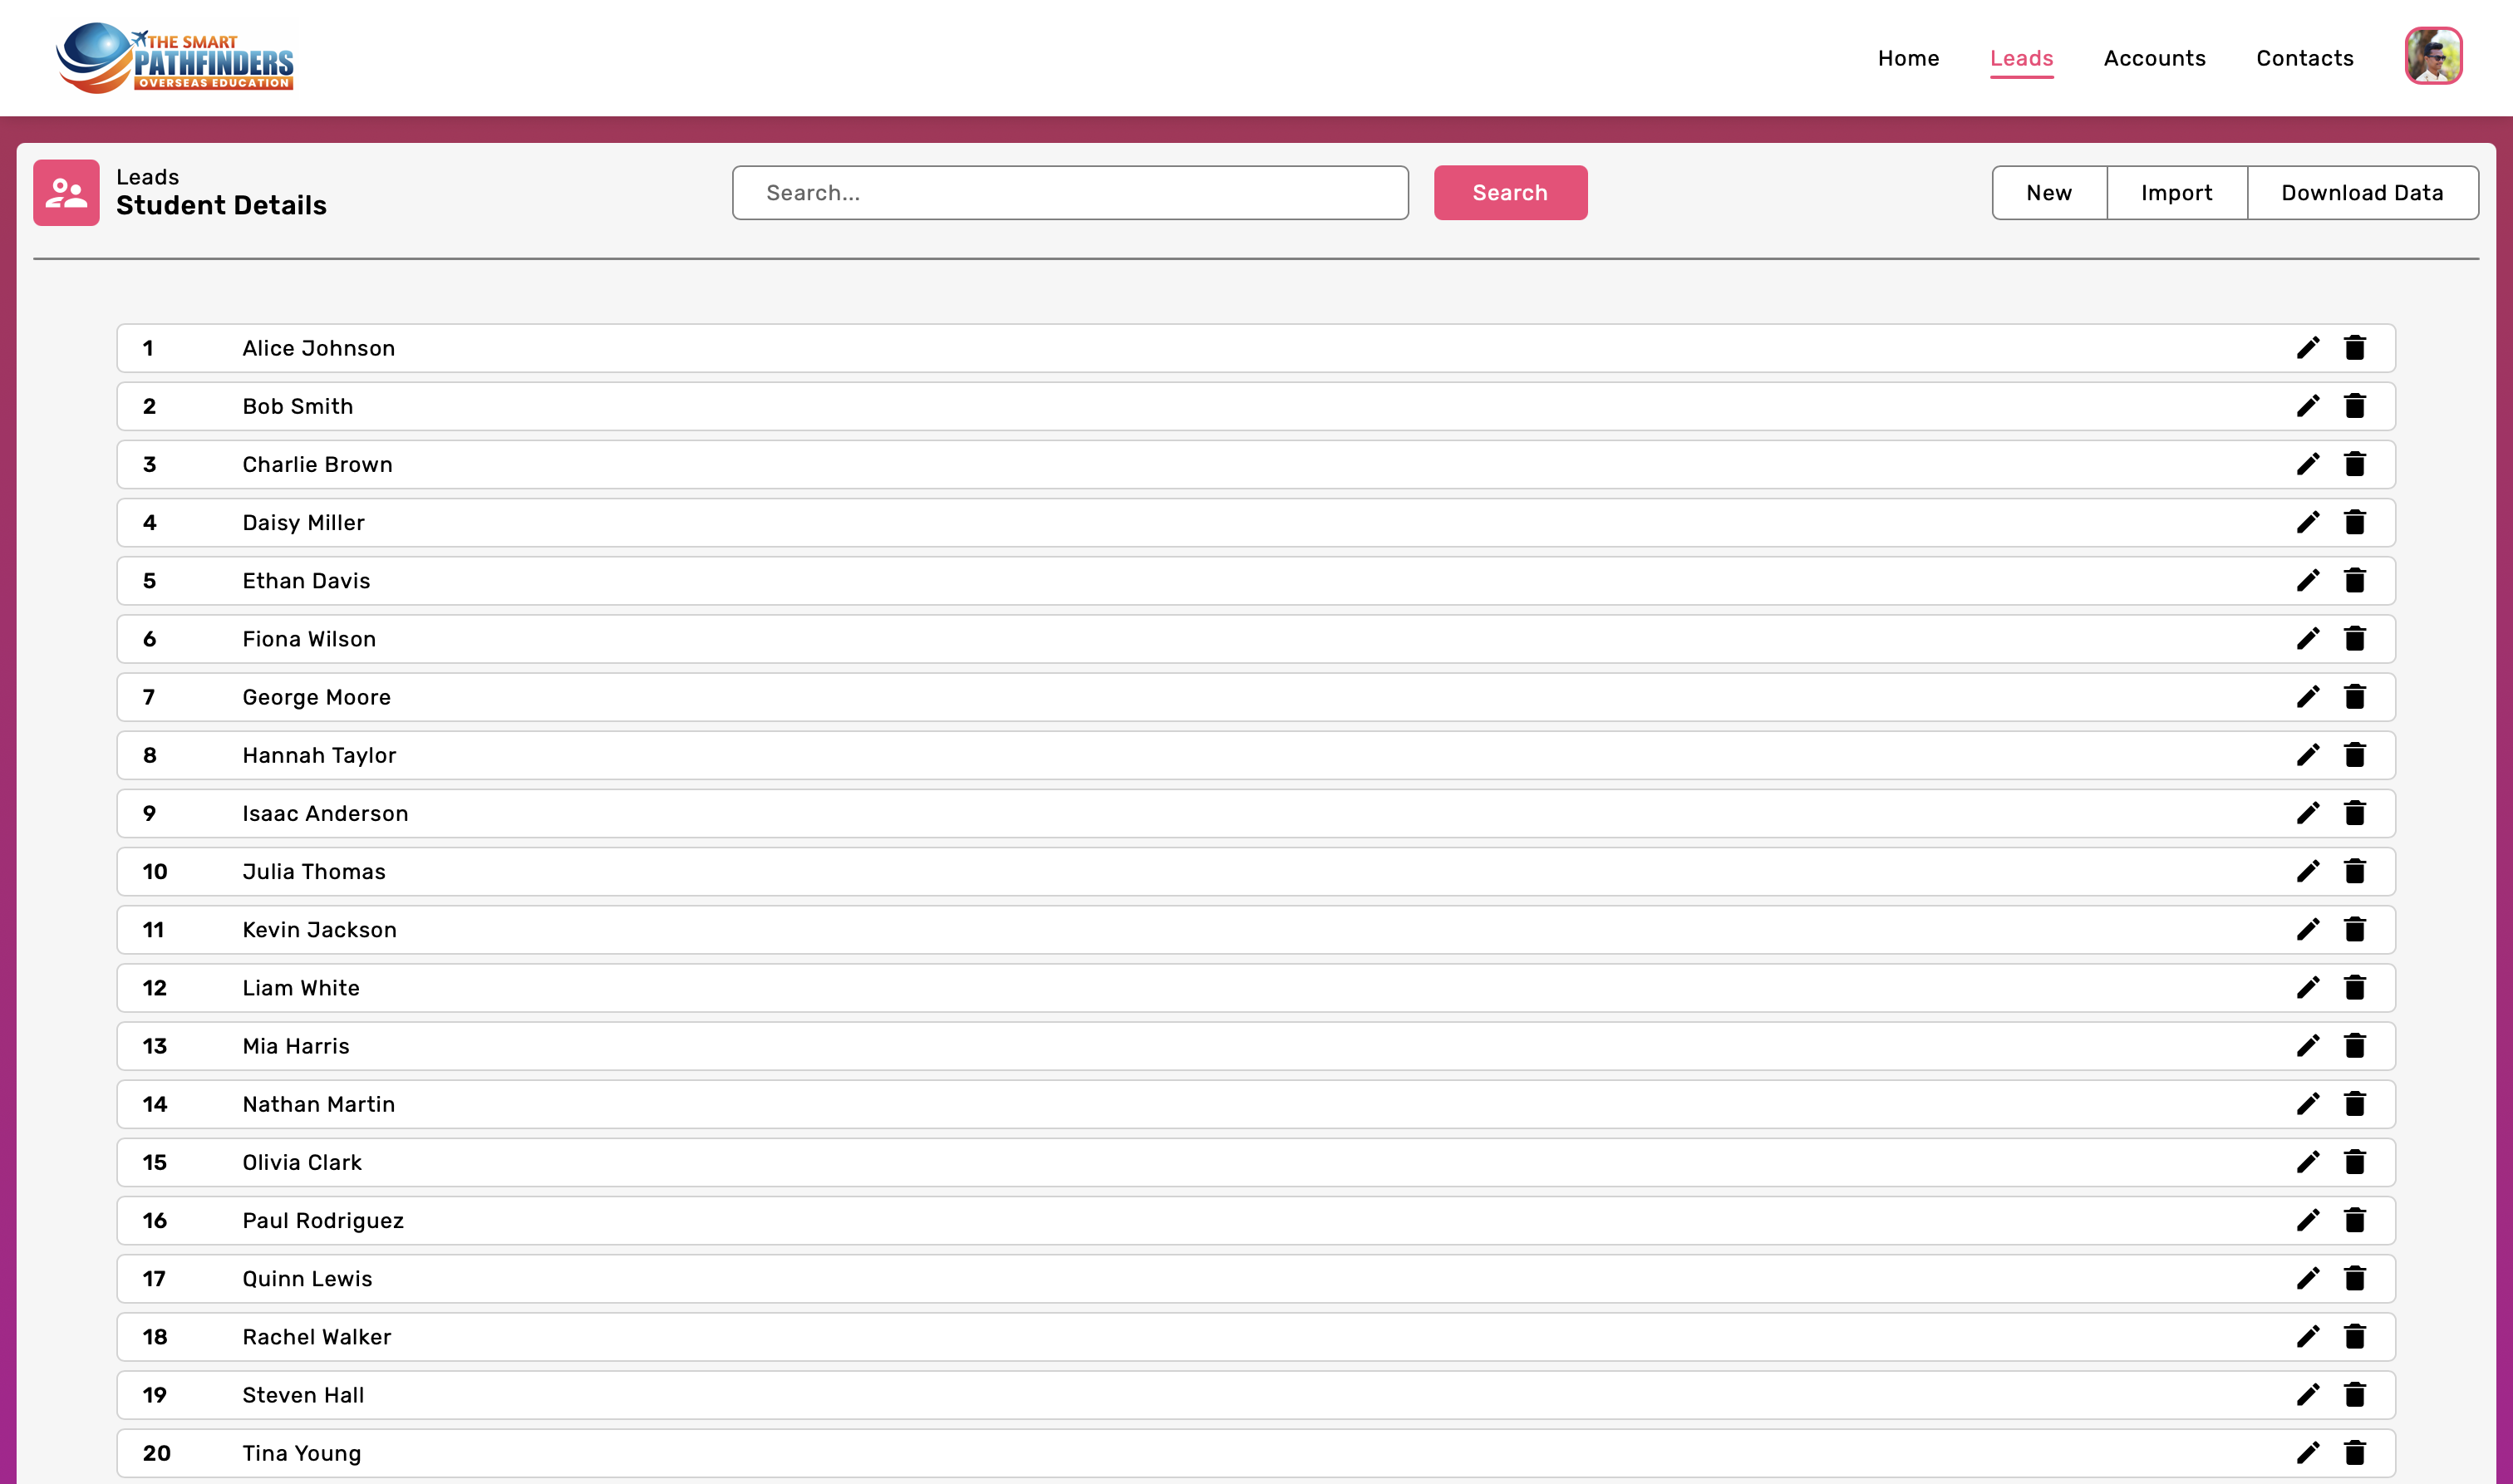 THE SMART
PATHFINDERS
OVERSEAS EDUCATION
Home Leads Accounts Contacts
Leads
Student Details
Search... Search New Import Download Data
1 Alice Johnson
2 Bob Smith
3 Charlie Brown
4 Daisy Miller
5 Ethan Davis
6 Fiona Wilson
7 George Moore
8 Hannah Taylor
9 Isaac Anderson
10 Julia Thomas
11 Kevin Jackson
12 Liam White
13 Mia Harris
14 Nathan Martin
15 Olivia Clark
16 Paul Rodriguez
17 Quinn Lewis
18 Rachel Walker
19 Steven Hall
20 Tina Young